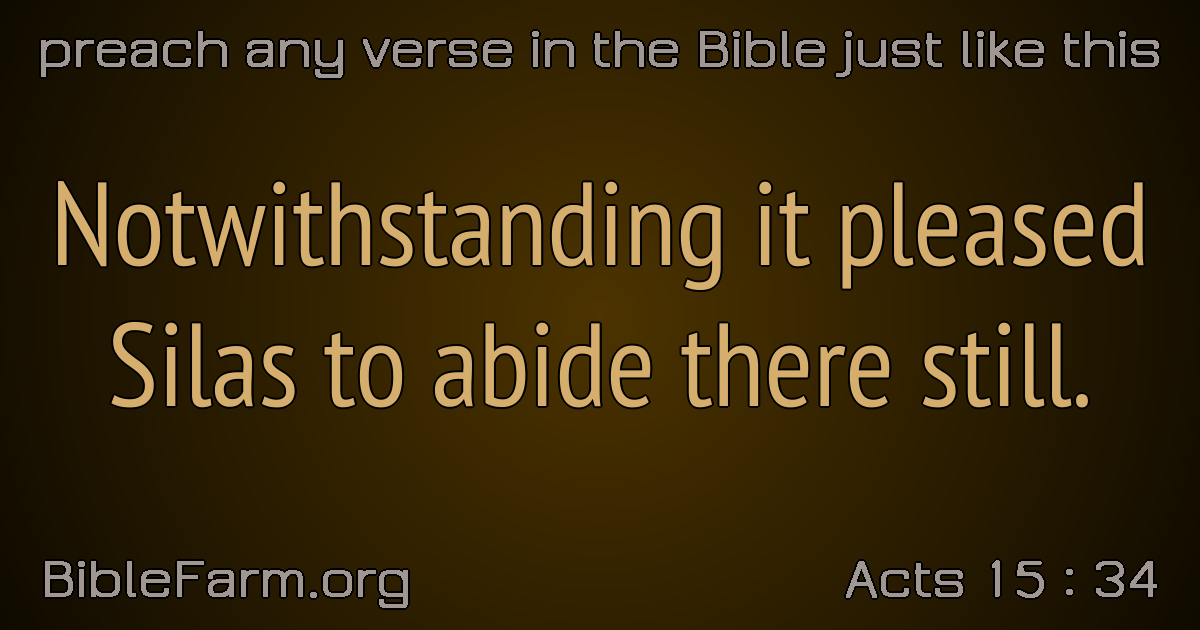 preach any verse in the Bible just like this
Notwithstanding it pleased
Silas to abide there still.
BibleFarm.org
Acts 15 : 34